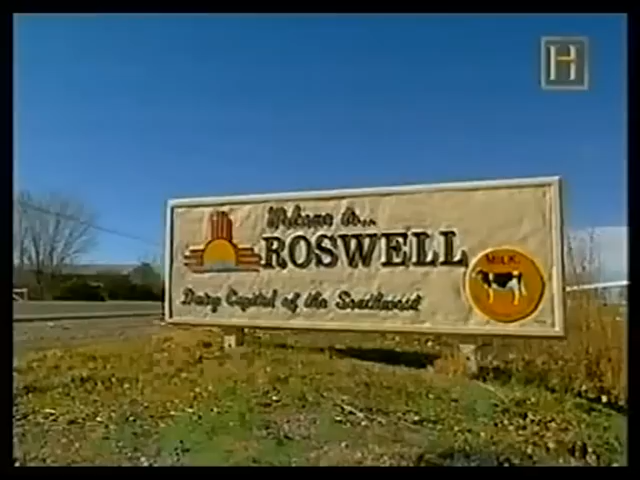 H
Welcome to...
ROSWELL
MILK
Dairy Capital of the Southwest